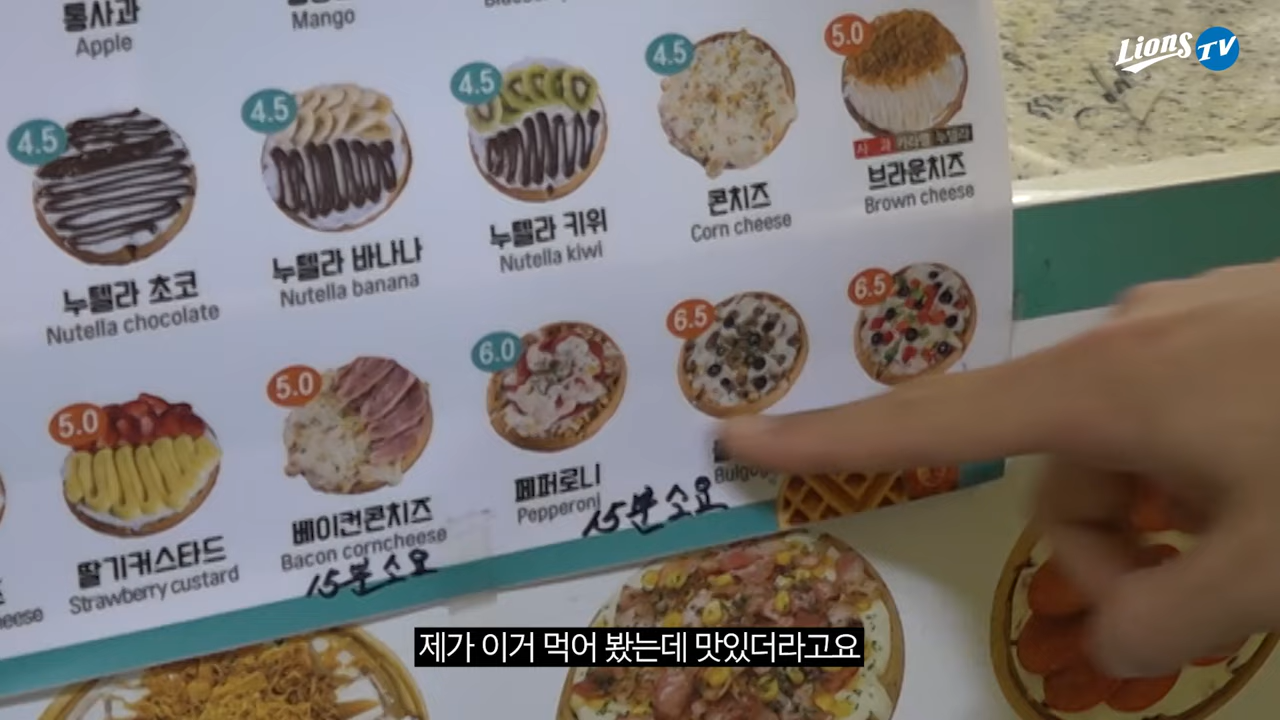 Lions TV
통사과
Apple
Mango
4.5
누텔라 초코
Nutella chocolate
4.5
누텔라 바나나
Nutella banana
4.5
누텔라 키위
Nutella kiwi
4.5
콘치즈
Corn cheese
5.0
브라운치즈
Brown cheese
5.0
딸기커스타드
Strawberry custard
5.0
베이컨콘치즈
Bacon corncheese
15분소요
6.0
페퍼로니
Pepperoni
15분소요
6.5
6.5
제가 이거 먹어 봤는데 맛있더라고요